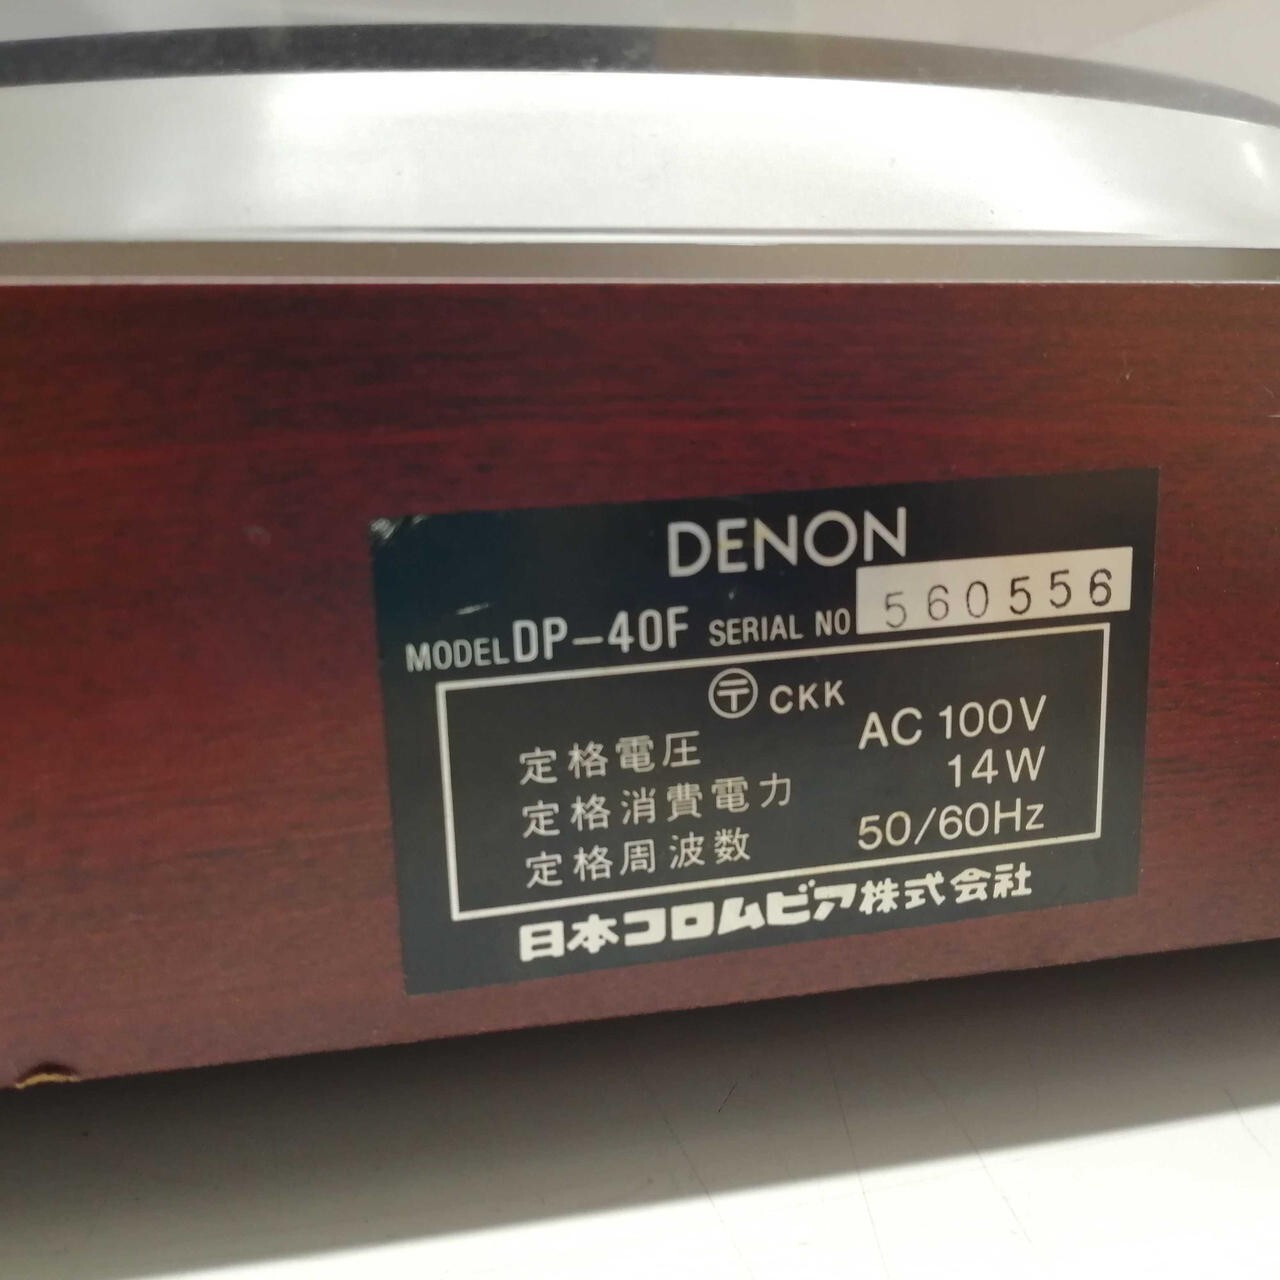 DENON
MODEL DP-40F SERIAL NO 560556
〒 CKK
定格電圧 AC 100V
定格消費電力 14W
定格周波数 50/60Hz
日本コロムビア株式会社